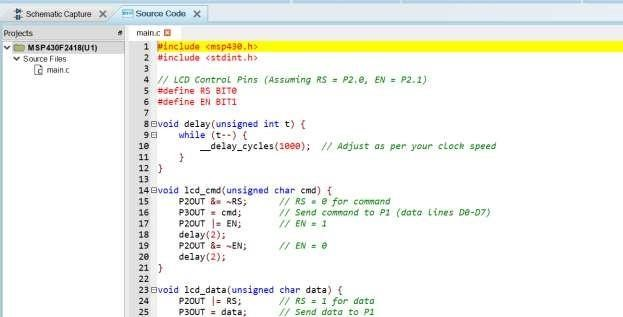 Schematic Capture
Source Code
Projects
MSP430F2418(U1)
Source Files
main.c
main.c
1 #include <msp430.h>
2 #include <stdint.h>
3
4 // LCD Control Pins (Assuming RS = P2.0, EN = P2.1)
5 #define RS BIT0
6 #define EN BIT1
7
8 void delay(unsigned int t) {
9 while (t--) {
10 __delay_cycles(1000); // Adjust as per your clock speed
11 }
12 }
13
14 void lcd_cmd(unsigned char cmd) {
15 P2OUT &= ~RS; // RS = 0 for command
16 P3OUT = cmd; // Send command to P1 (data lines D0-D7)
17 P2OUT |= EN; // EN = 1
18 delay(2);
19 P2OUT &= ~EN; // EN = 0
20 delay(2);
21 }
22
23 void lcd_data(unsigned char data) {
24 P2OUT |= RS; // RS = 1 for data
25 P3OUT = data; // Send data to P1